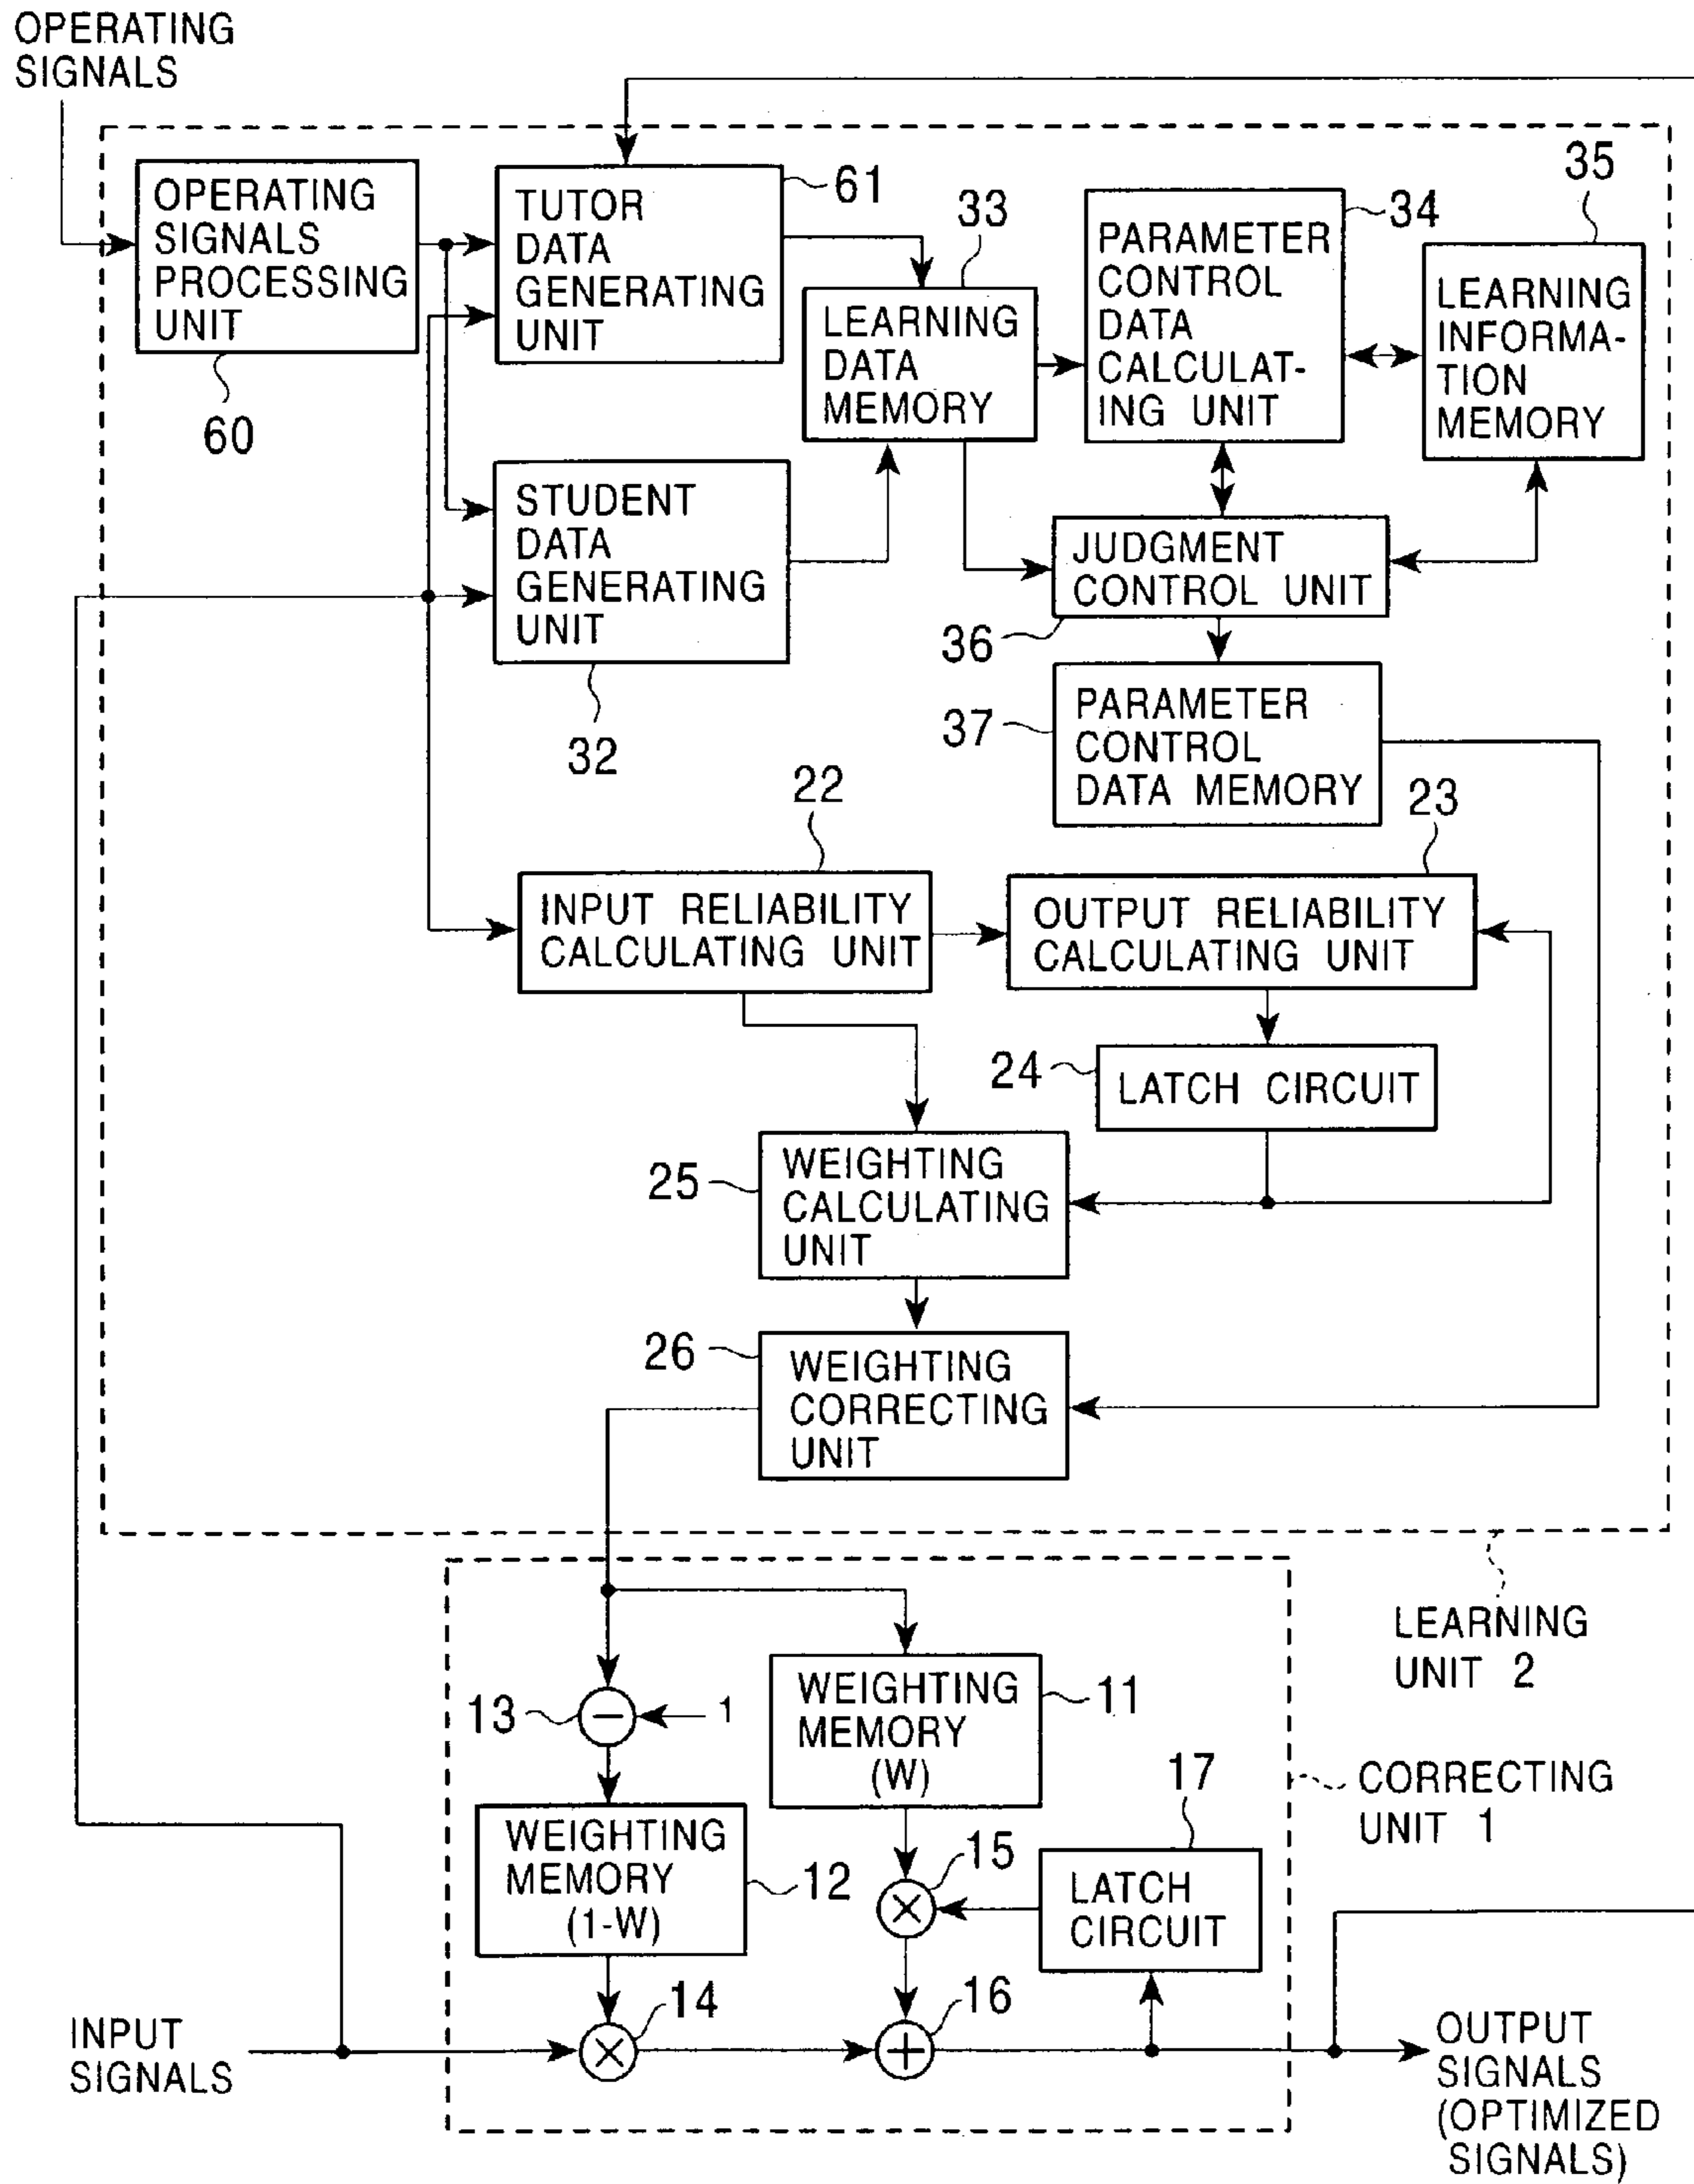 OPERATING
SIGNALS
OPERATING
SIGNALS
PROCESSING
UNIT
60
TUTOR
DATA
GENERATING
UNIT
61
33
LEARNING
DATA
MEMORY
34
PARAMETER
CONTROL
DATA
CALCULAT-
ING UNIT
35
LEARNING
INFORMA-
TION
MEMORY
STUDENT
DATA
GENERATING
UNIT
32
JUDGMENT
CONTROL UNIT
36
37
PARAMETER
CONTROL
DATA MEMORY
22
INPUT RELIABILITY
CALCULATING UNIT
23
OUTPUT RELIABILITY
CALCULATING UNIT
24
LATCH CIRCUIT
25
WEIGHTING
CALCULATING
UNIT
26
WEIGHTING
CORRECTING
UNIT
LEARNING
UNIT 2
13
−
1
WEIGHTING
MEMORY
(W)
11
CORRECTING
UNIT 1
WEIGHTING
MEMORY
(1-W)
12
15
×
17
LATCH
CIRCUIT
INPUT
SIGNALS
14
×
16
+
OUTPUT
SIGNALS
(OPTIMIZED
SIGNALS)